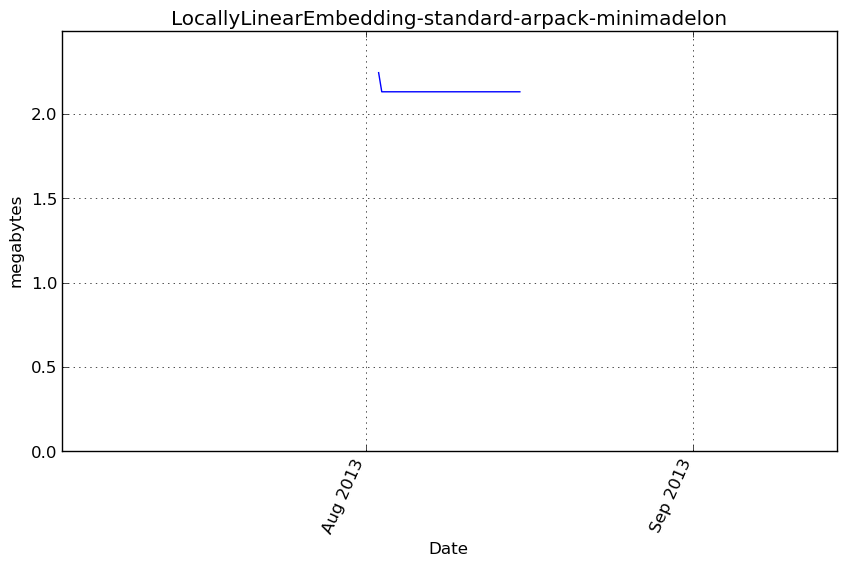 LocallyLinearEmbedding-standard-arpack-minimadelon
2.0
1.5
1.0
0.5
0.0
megabytes
Aug 2013
Sep 2013
Date